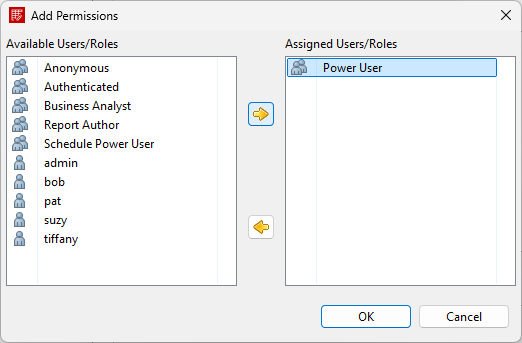 Add Permissions
Available Users/Roles
Anonymous
Authenticated
Business Analyst
Report Author
Schedule Power User
admin
bob
pat
suzy
tiffany
Assigned Users/Roles
Power User
OK
Cancel